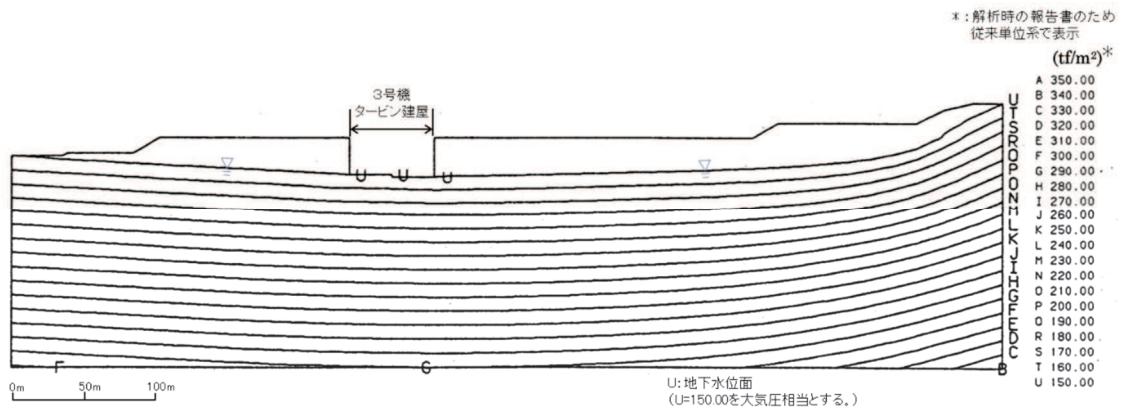 *:解析時の報告書のため
従来単位系で表示
(tf/m²)*
A 350.00
B 340.00
C 330.00
D 320.00
E 310.00
F 300.00
G 290.00
H 280.00
I 270.00
J 260.00
K 250.00
L 240.00
M 230.00
N 220.00
O 210.00
P 200.00
Q 190.00
R 180.00
S 170.00
T 160.00
U 150.00
3号機
タービン建屋
U U U
U
T
S
R
Q
P
O
N
M
L
K
J
I
H
G
F
E
D
C
B
F
G
0m 50m 100m
U:地下水位面
(U=150.00を大気圧相当とする。)